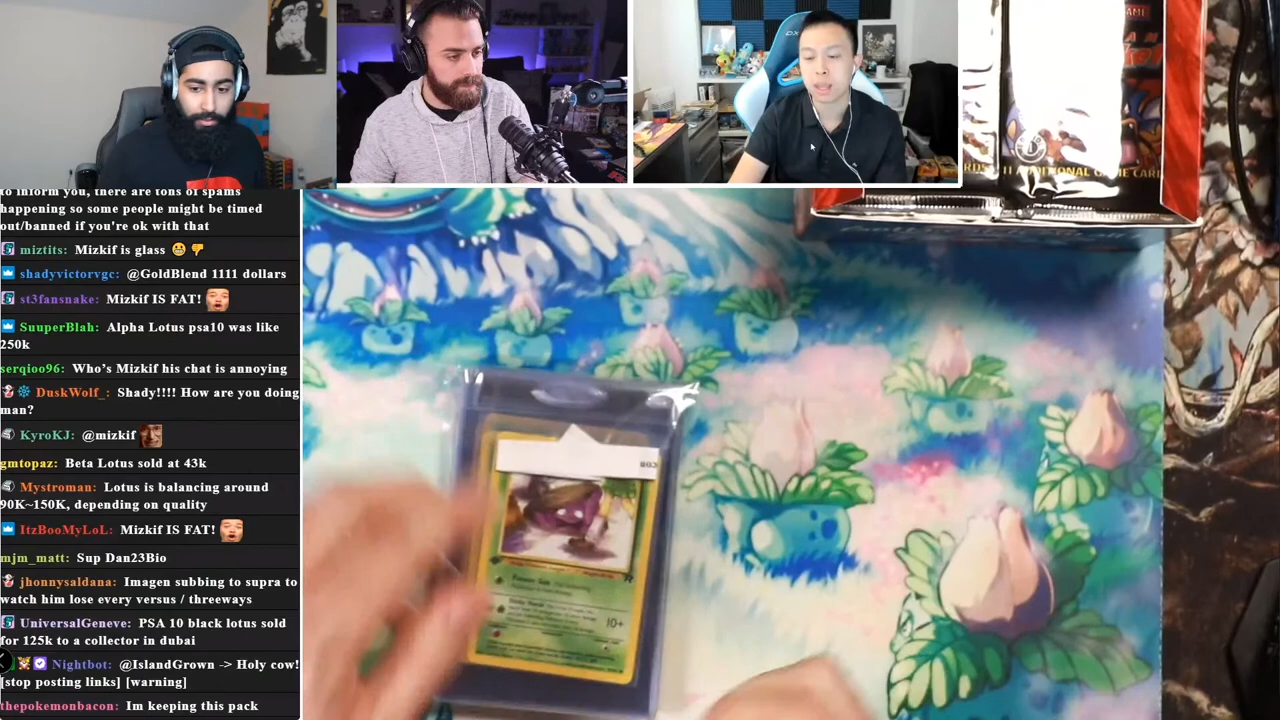 to inform you, there are tons of spams
happening so some people might be timed
out/banned if you're ok with that
miztits: Mizkif is glass 😬 👎
shadyvictorvgc: @GoldBlend 1111 dollars
st3fansnake: Mizkif IS FAT!
SuuperBlah: Alpha Lotus psa10 was like
250k
serqioo96: Who's Mizkif his chat is annoying
DuskWolf_: Shady!!!! How are you doing
man?
KyroKJ: @mizkif
gmtopaz: Beta Lotus sold at 43k
Mystroman: Lotus is balancing around
90K~150K, depending on quality
ItzBooMyLoL: Mizkif IS FAT!
mjm_matt: Sup Dan23Bio
jhonnysaldana: Imagen subbing to supra to
watch him lose every versus / threeways
UniversalGeneve: PSA 10 black lotus sold
for 125k to a collector in dubai
Nightbot: @IslandGrown -> Holy cow!
[stop posting links] [warning]
thepokemonbacon: Im keeping this pack
11 ADDITIONAL GAME CARD
GAME
10+